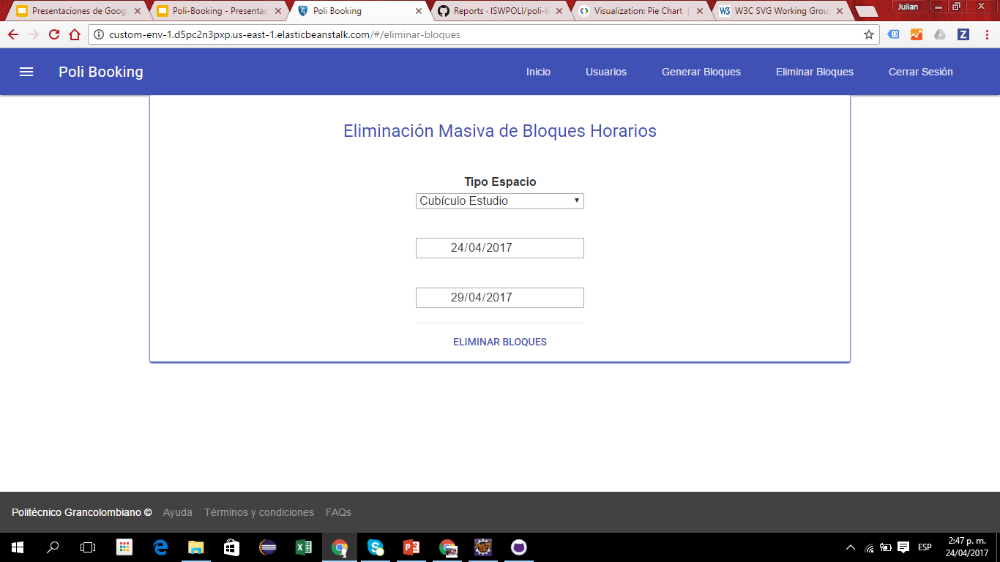 Presentaciones de Goog
Poli-Booking - Presentac
Poli Booking
Reports · ISWPOLI/poli-b
Visualization: Pie Chart
W3C SVG Working Grou
Julian
custom-env-1.d5pc2n3pxp.us-east-1.elasticbeanstalk.com/#/eliminar-bloques
Poli Booking
Inicio
Usuarios
Generar Bloques
Eliminar Bloques
Cerrar Sesión
Eliminación Masiva de Bloques Horarios
Tipo Espacio
Cubículo Estudio
24/04/2017
29/04/2017
ELIMINAR BLOQUES
Politécnico Grancolombiano ©
Ayuda
Términos y condiciones
FAQs
ESP
2:47 p. m.
24/04/2017